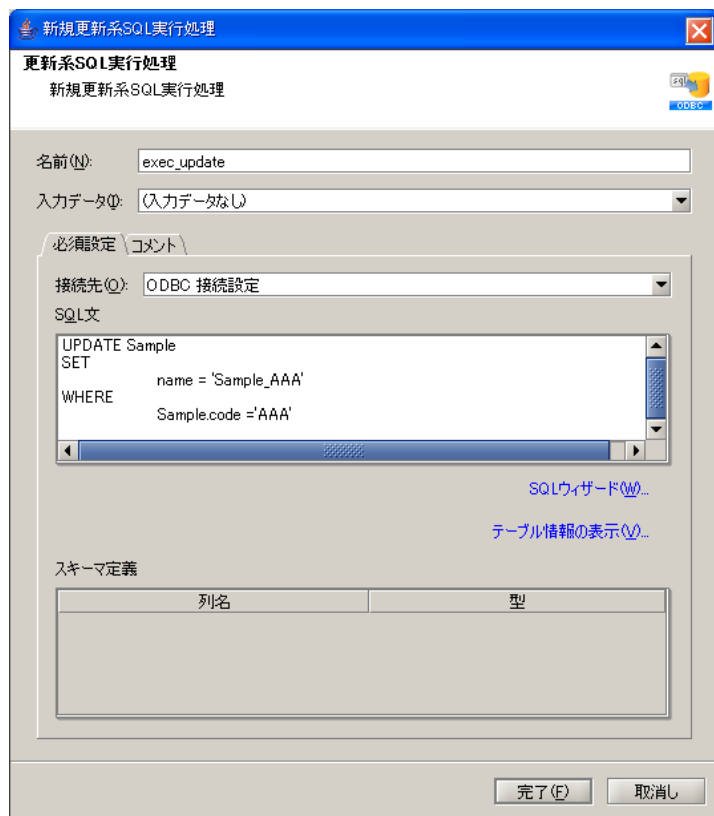 新規更新系SQL実行処理
更新系SQL実行処理
新規更新系SQL実行処理
sql
ODBC
名前(N): exec_update
入力データ(I): (入力データなし)
必須設定 コメント
接続先(O): ODBC 接続設定
SQL文
UPDATE Sample
SET
name = 'Sample_AAA'
WHERE
Sample.code ='AAA'
SQLウィザード(W)...
テーブル情報の表示(V)...
スキーマ定義
列名 型
完了(F) 取消し